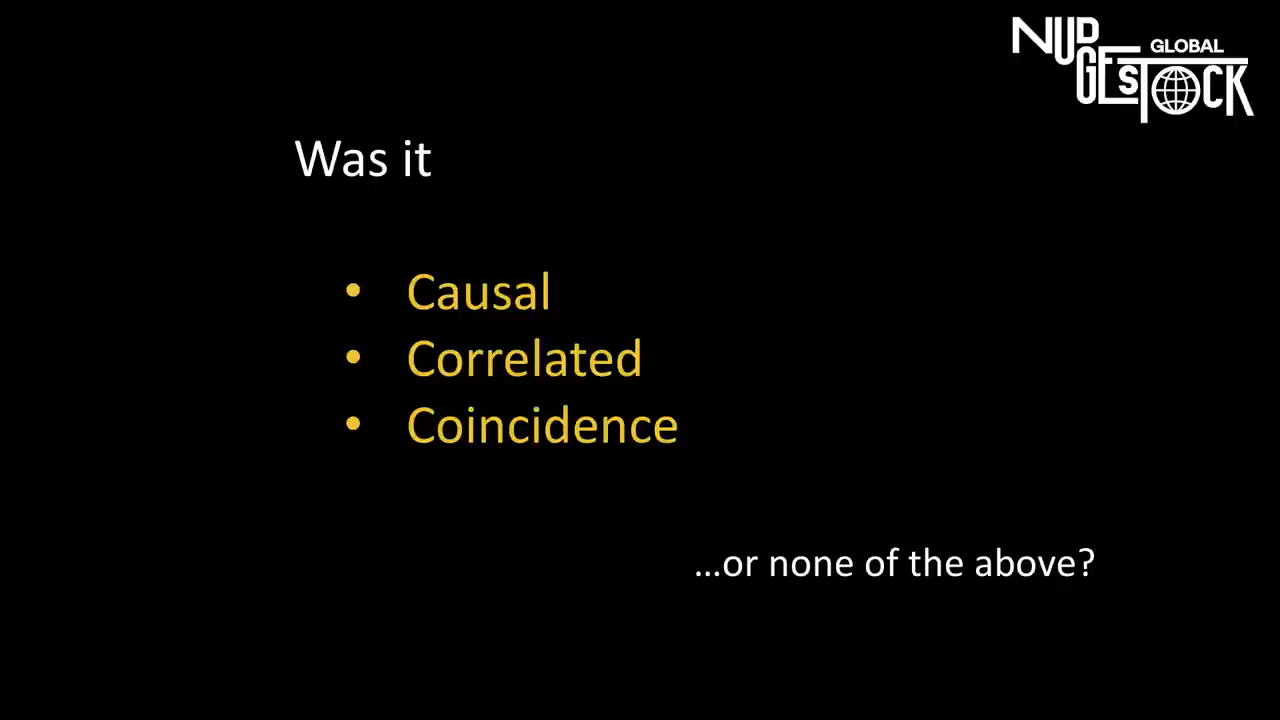 NUDGESTOCK
GLOBAL
Was it
• Causal
• Correlated
• Coincidence
...or none of the above?